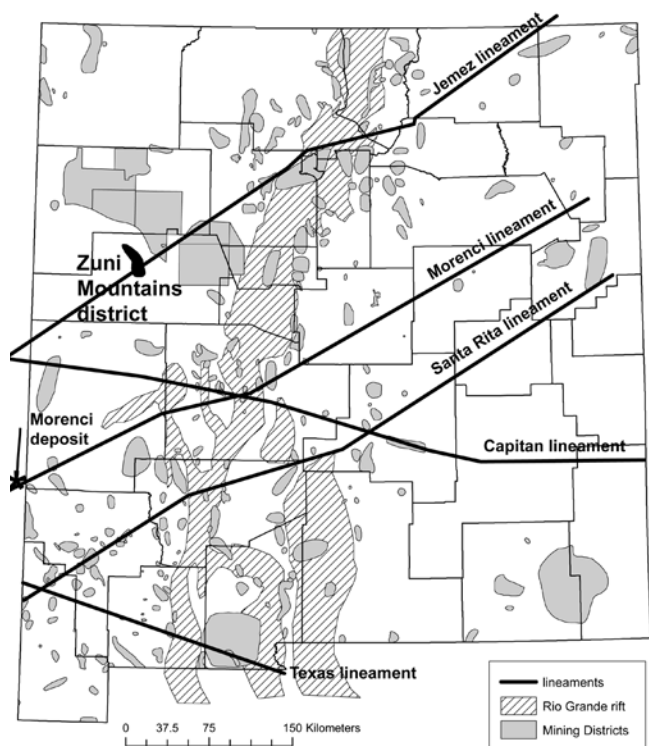 Jemez lineament
Morenci lineament
Zuni
Mountains
district
Santa Rita lineament
Morenci
deposit
Capitan lineament
Texas lineament
lineaments
Rio Grande rift
Mining Districts
0 37.5 75 150 Kilometers